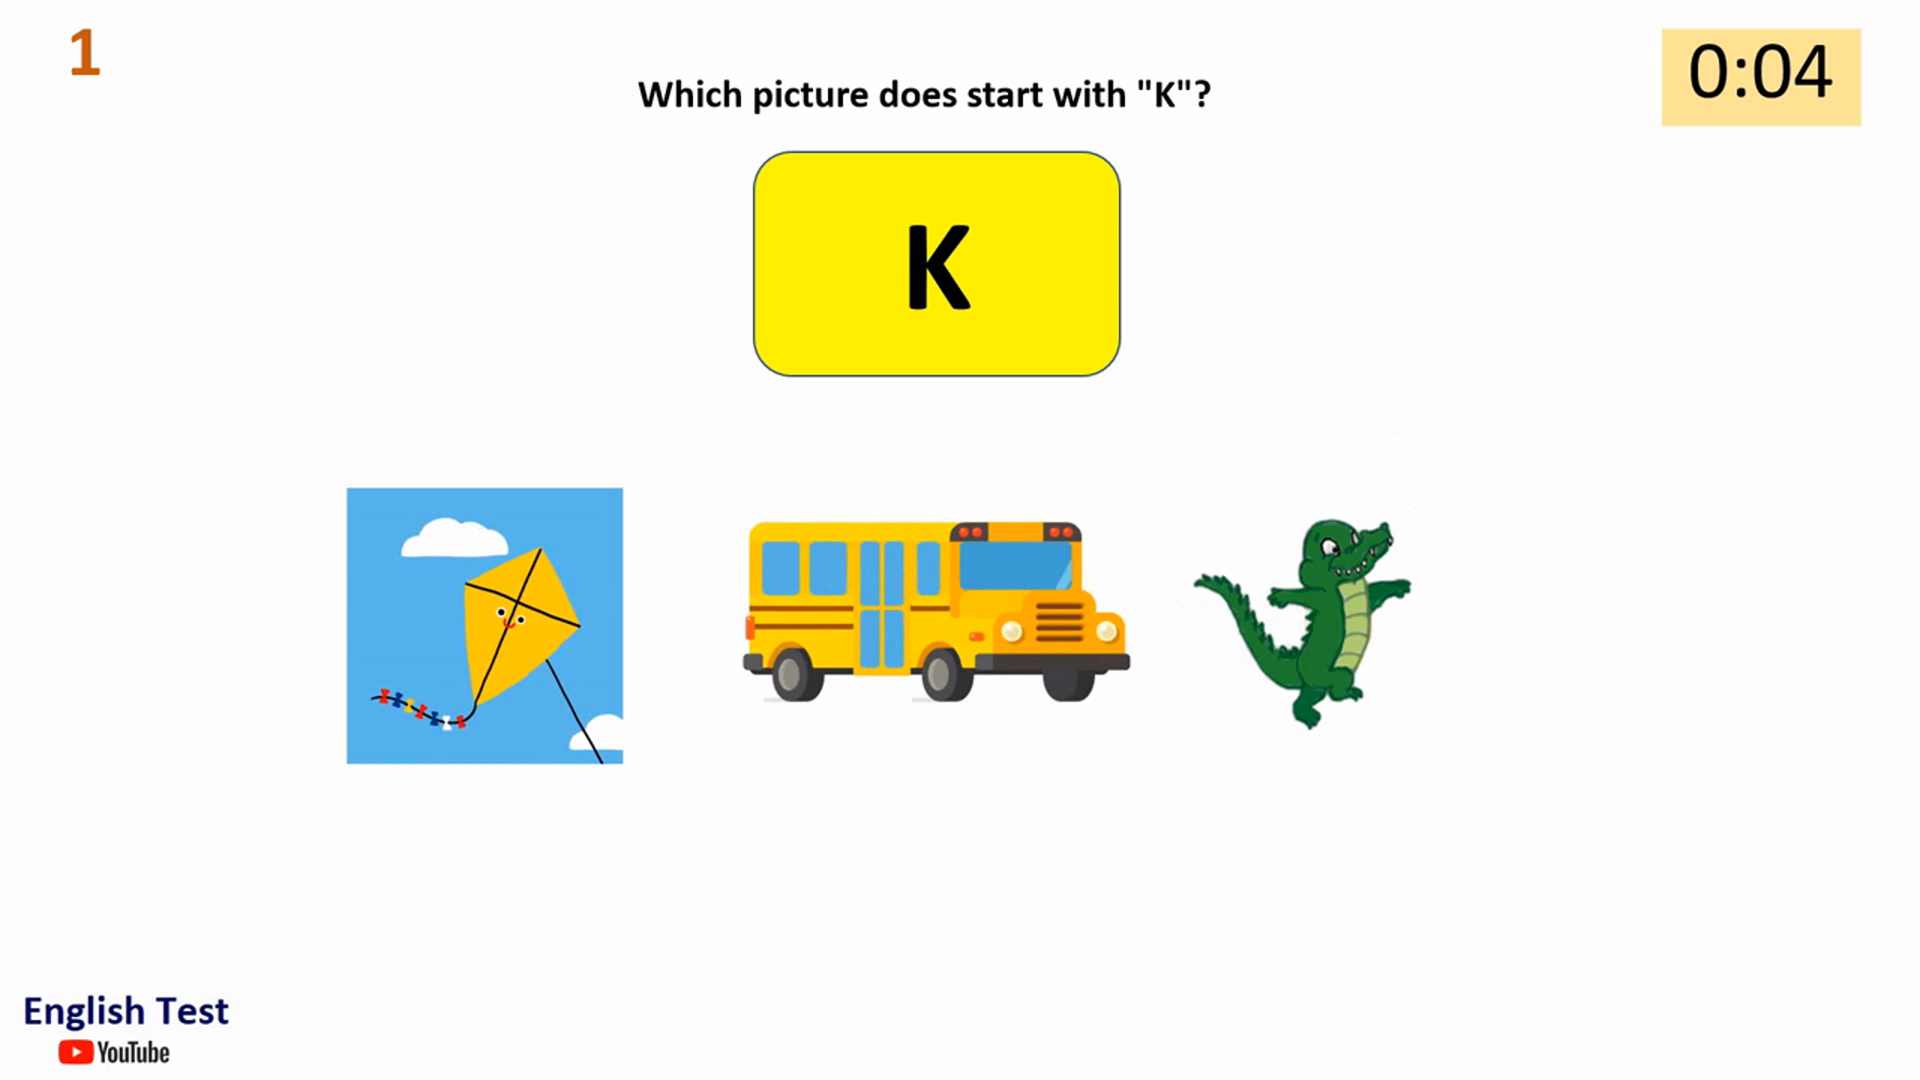 1
0:04
Which picture does start with "K"?
K
English Test
YouTube